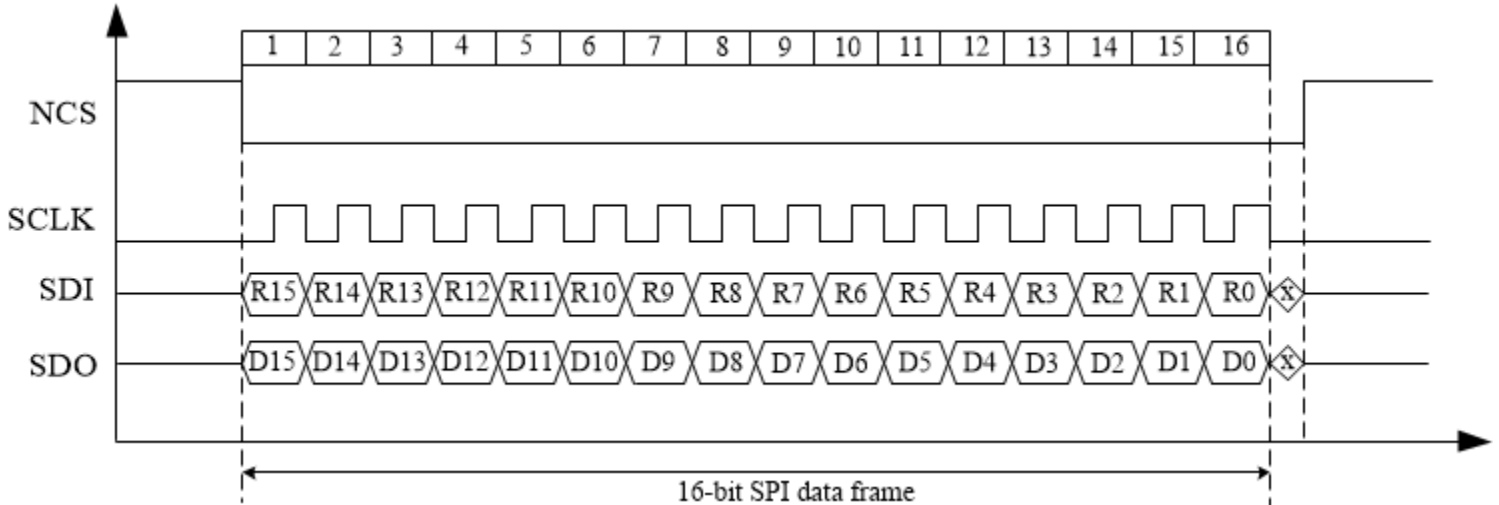 1 2 3 4 5 6 7 8 9 10 11 12 13 14 15 16
NCS
SCLK
SDI R15 R14 R13 R12 R11 R10 R9 R8 R7 R6 R5 R4 R3 R2 R1 R0 X
SDO D15 D14 D13 D12 D11 D10 D9 D8 D7 D6 D5 D4 D3 D2 D1 D0 X
16-bit SPI data frame